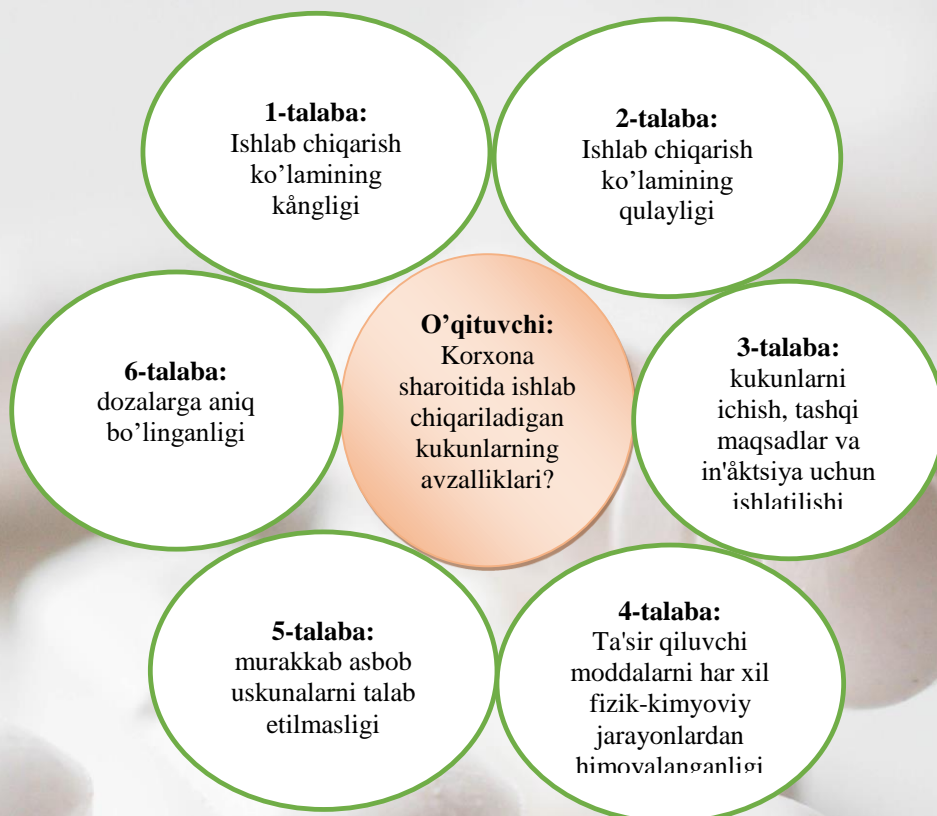 1-talaba:
Ishlab chiqarish
ko’lamining
kångligi
2-talaba:
Ishlab chiqarish
ko’lamining
qulayligi
O’qituvchi:
Korxona
sharoitida ishlab
chiqariladigan
kukunlarning
avzalliklari?
3-talaba:
kukunlarni
ichish, tashqi
maqsadlar va
in'åktsiya uchun
ishlatilishi
6-talaba:
dozalarga aniq
bo’linganligi
4-talaba:
Ta'sir qiluvchi
moddalarni har xil
fizik-kimyoviy
jarayonlardan
himoyalanganligi
5-talaba:
murakkab asbob
uskunalarni talab
etilmasligi